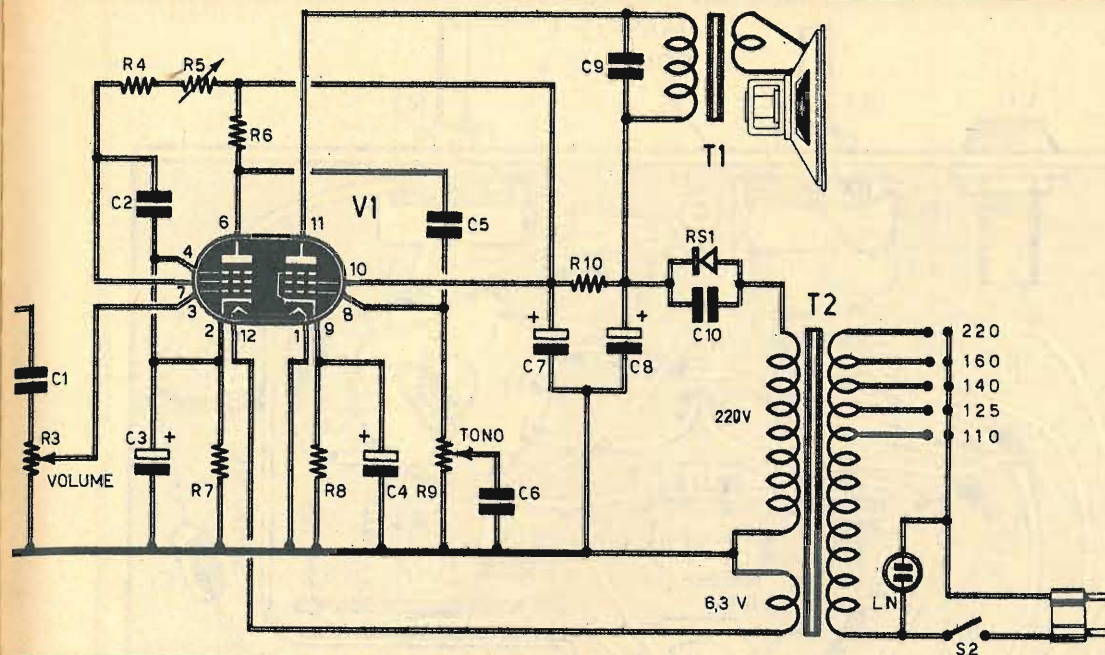 R4
R5
C9
T1
R6
C2
V1
6
11
C5
4
7
3
10
8
RS1
R10
C10
T2
2
12
1
9
C1
C7
+
C8
+
220
160
140
125
110
220V
R3
VOLUME
C3
+
R7
R8
C4
+
R9
TONO
C6
6,3 V
LN
S2